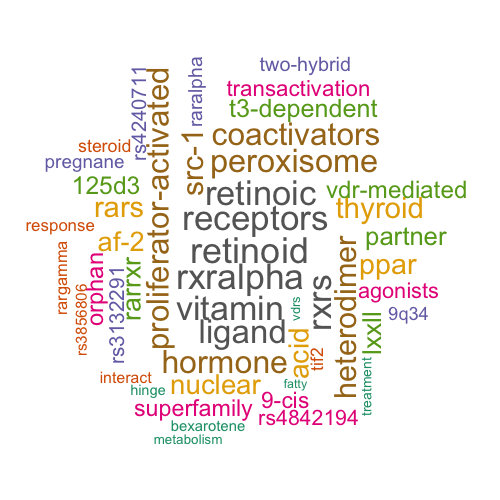 two-hybrid
transactivation
t3-dependent
raralpha
rs4240711
proliferator-activated
src-1
coactivators
peroxisome
steroid
pregnane
125d3
retinoic
vdr-mediated
rars
receptors
thyroid
response
af-2
retinoid
partner
rargamma
rs3856806
orphan
rs3132291
rarrxr
rxralpha
rxrs
heterodimer
ppar
agonists
vitamin
vdrs
9q34
ligand
acid
tif2
lxxll
hormone
interact
hinge
nuclear
fatty
treatment
superfamily
9-cis
rs4842194
bexarotene
metabolism